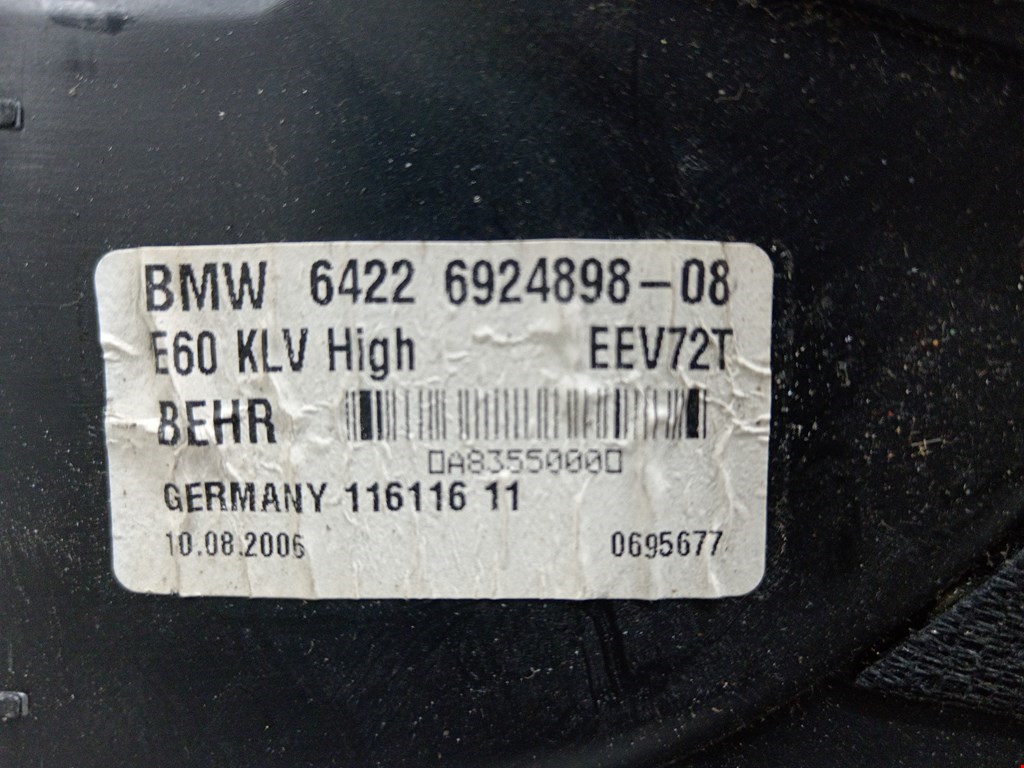 BMW 6422 6924898-08
E60 KLV High EEV72T
BEHR
▯A8355000▯
GERMANY 116116 11
10.08.2006 0695677